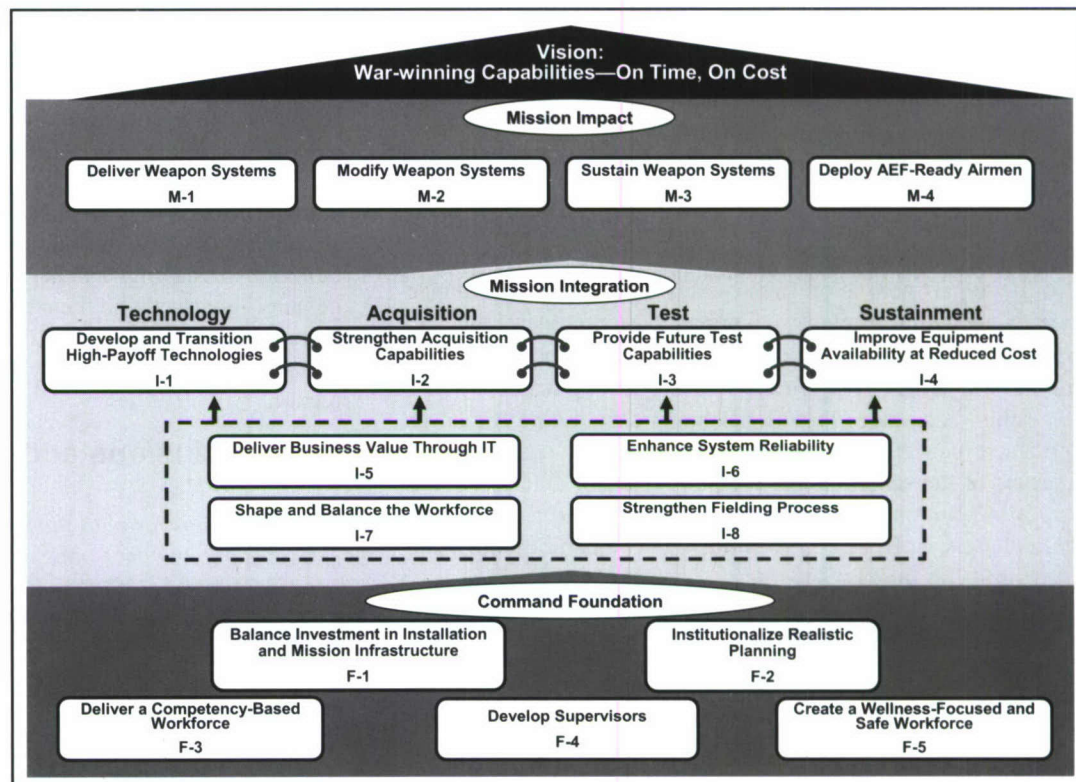 Vision:
War-winning Capabilities—On Time, On Cost
Mission Impact
Deliver Weapon Systems
M-1
Modify Weapon Systems
M-2
Sustain Weapon Systems
M-3
Deploy AEF-Ready Airmen
M-4
Mission Integration
Technology
Acquisition
Test
Sustainment
Develop and Transition
High-Payoff Technologies
I-1
Strengthen Acquisition
Capabilities
I-2
Provide Future Test
Capabilities
I-3
Improve Equipment
Availability at Reduced Cost
I-4
Deliver Business Value Through IT
I-5
Enhance System Reliability
I-6
Shape and Balance the Workforce
I-7
Strengthen Fielding Process
I-8
Command Foundation
Balance Investment in Installation
and Mission Infrastructure
F-1
Institutionalize Realistic
Planning
F-2
Deliver a Competency-Based
Workforce
F-3
Develop Supervisors
F-4
Create a Wellness-Focused and
Safe Workforce
F-5